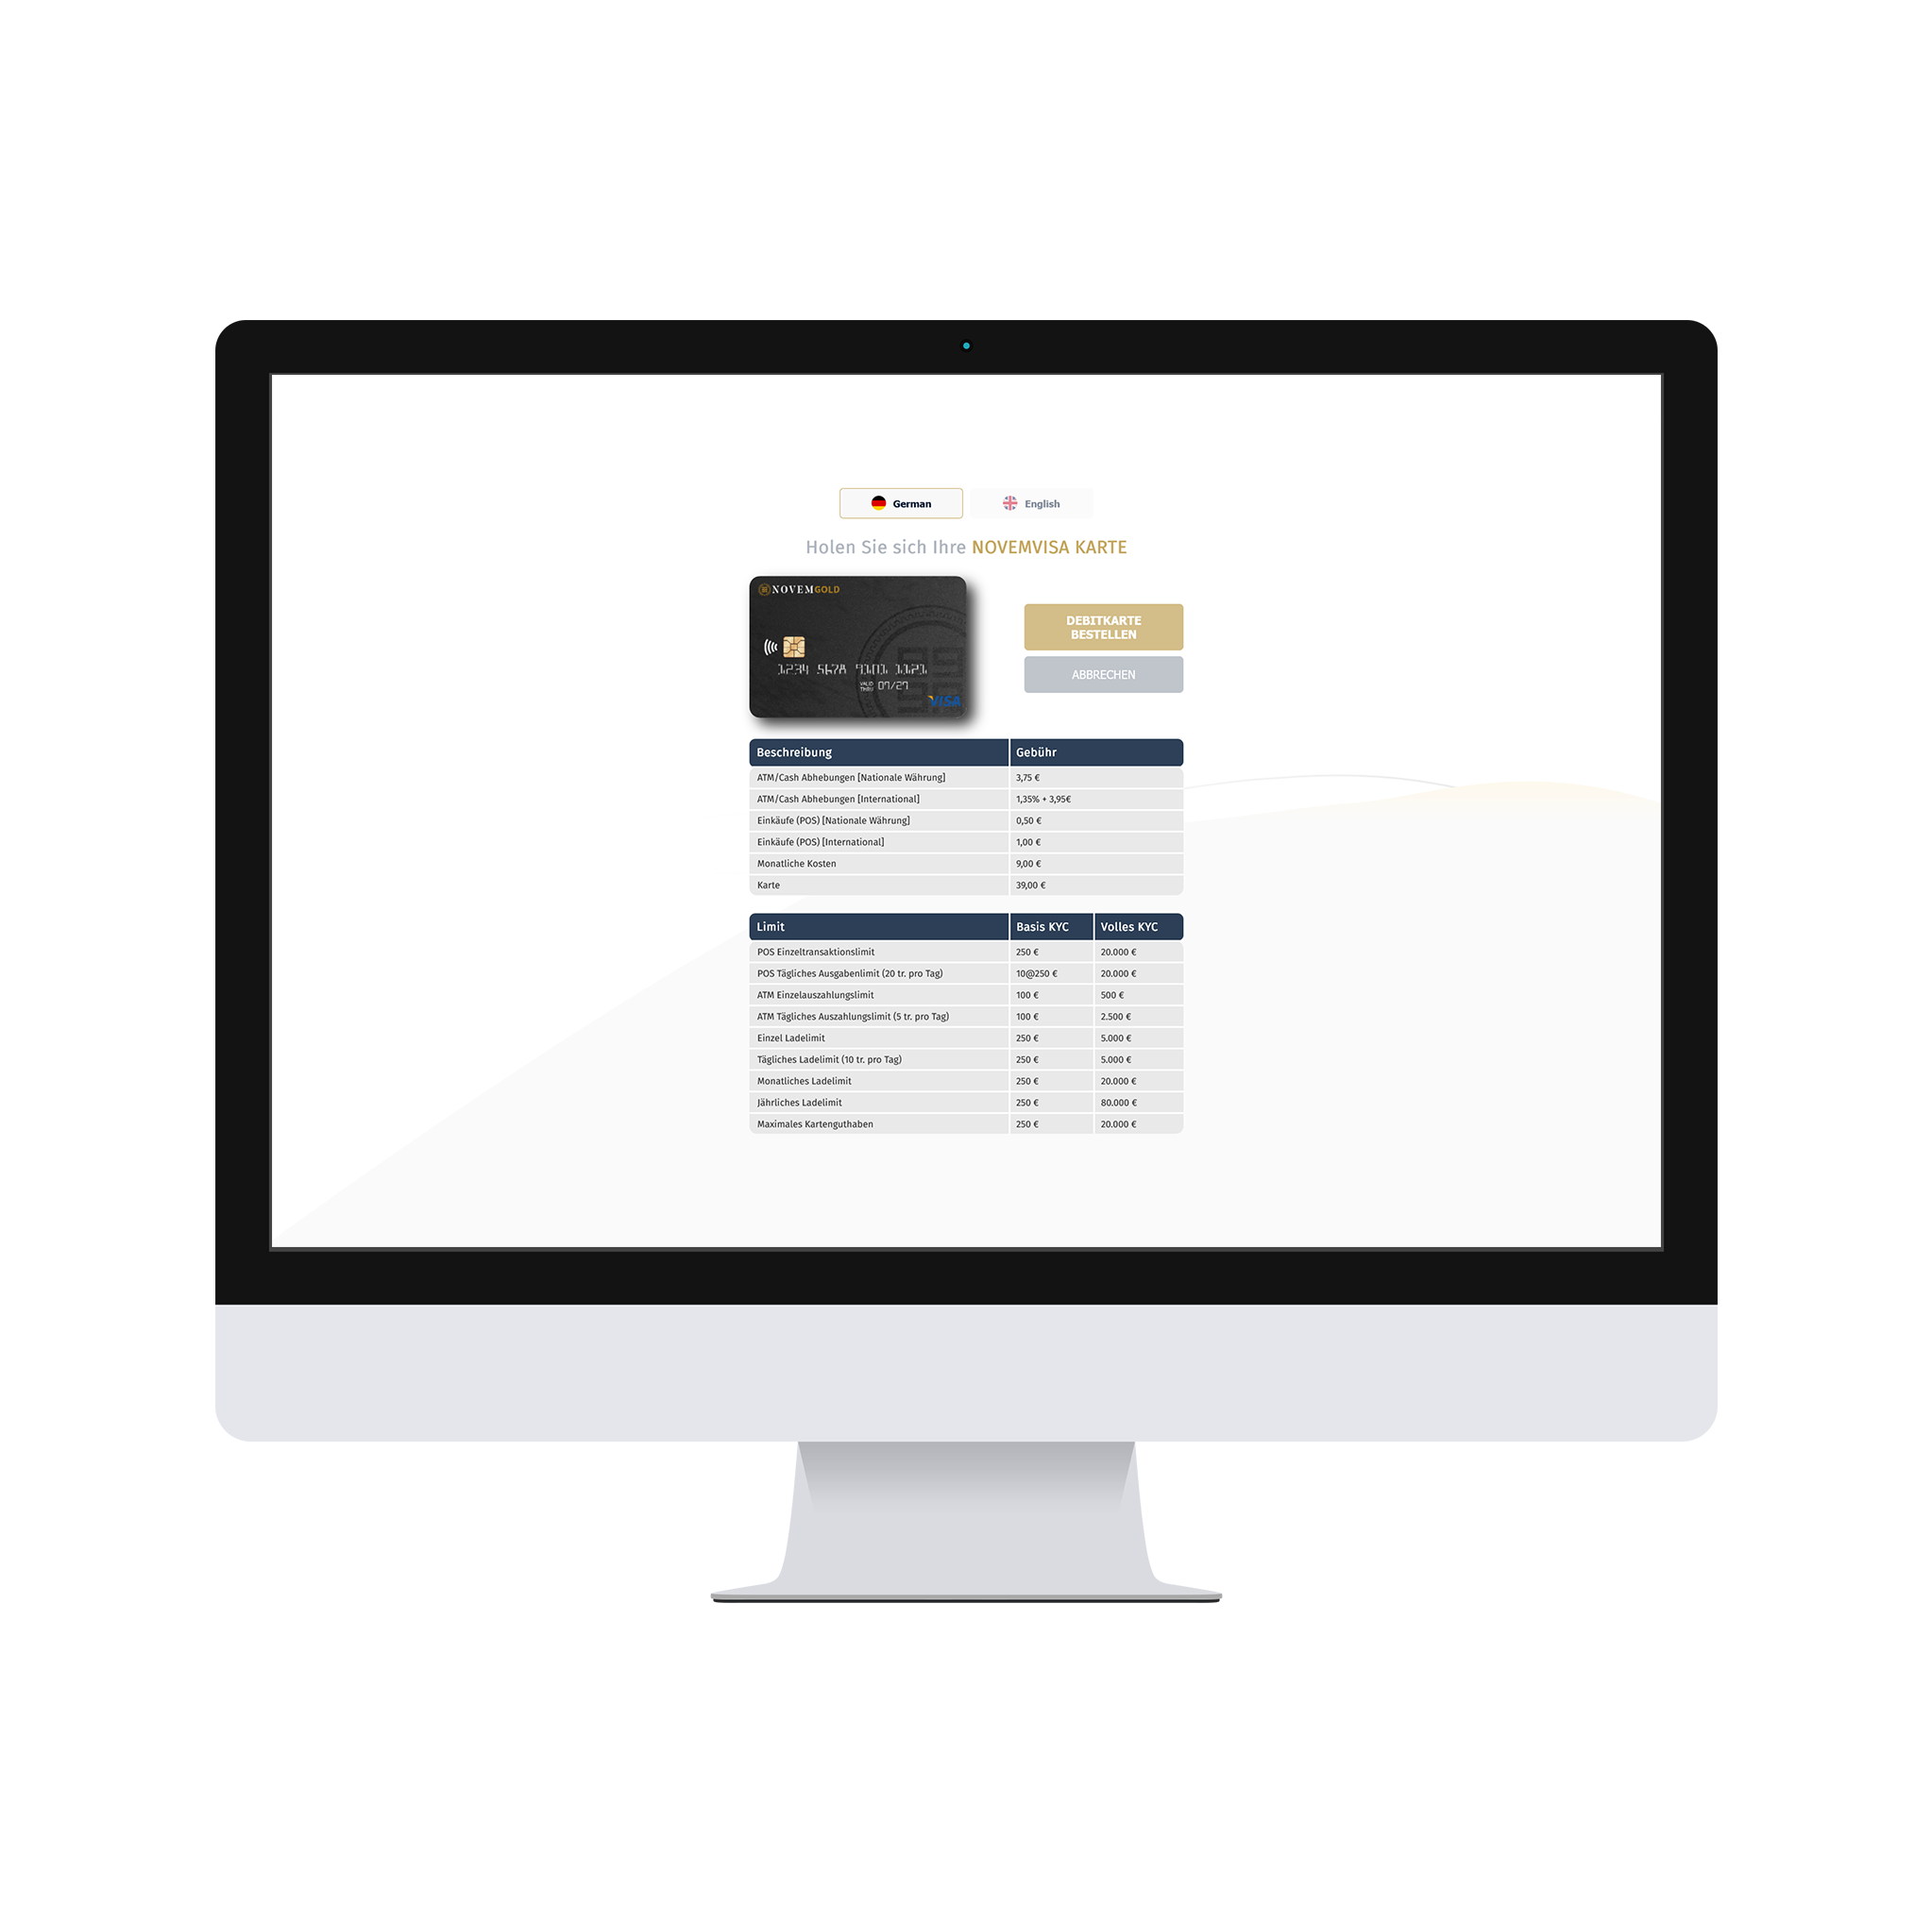 German English
Holen Sie sich Ihre NOVEMVISA KARTE
NOVEMGOLD
1234 5678 9101 1121
VALID THRU 07/27
VISA
DEBITKARTE
BESTELLEN
ABBRECHEN
Beschreibung Gebühr
ATM/Cash Abhebungen [Nationale Währung] 3,75 €
ATM/Cash Abhebungen [International] 1,35% + 3,95€
Einkäufe (POS) [Nationale Währung] 0,50 €
Einkäufe (POS) [International] 1,00 €
Monatliche Kosten 9,00 €
Karte 39,00 €
Limit Basis KYC Volles KYC
POS Einzeltransaktionslimit 250 € 20.000 €
POS Tägliches Ausgabenlimit (20 tr. pro Tag) 10@250 € 20.000 €
ATM Einzelauszahlungslimit 100 € 500 €
ATM Tägliches Auszahlungslimit (5 tr. pro Tag) 100 € 2.500 €
Einzel Ladelimit 250 € 5.000 €
Tägliches Ladelimit (10 tr. pro Tag) 250 € 5.000 €
Monatliches Ladelimit 250 € 20.000 €
Jährliches Ladelimit 250 € 80.000 €
Maximales Kartenguthaben 250 € 20.000 €